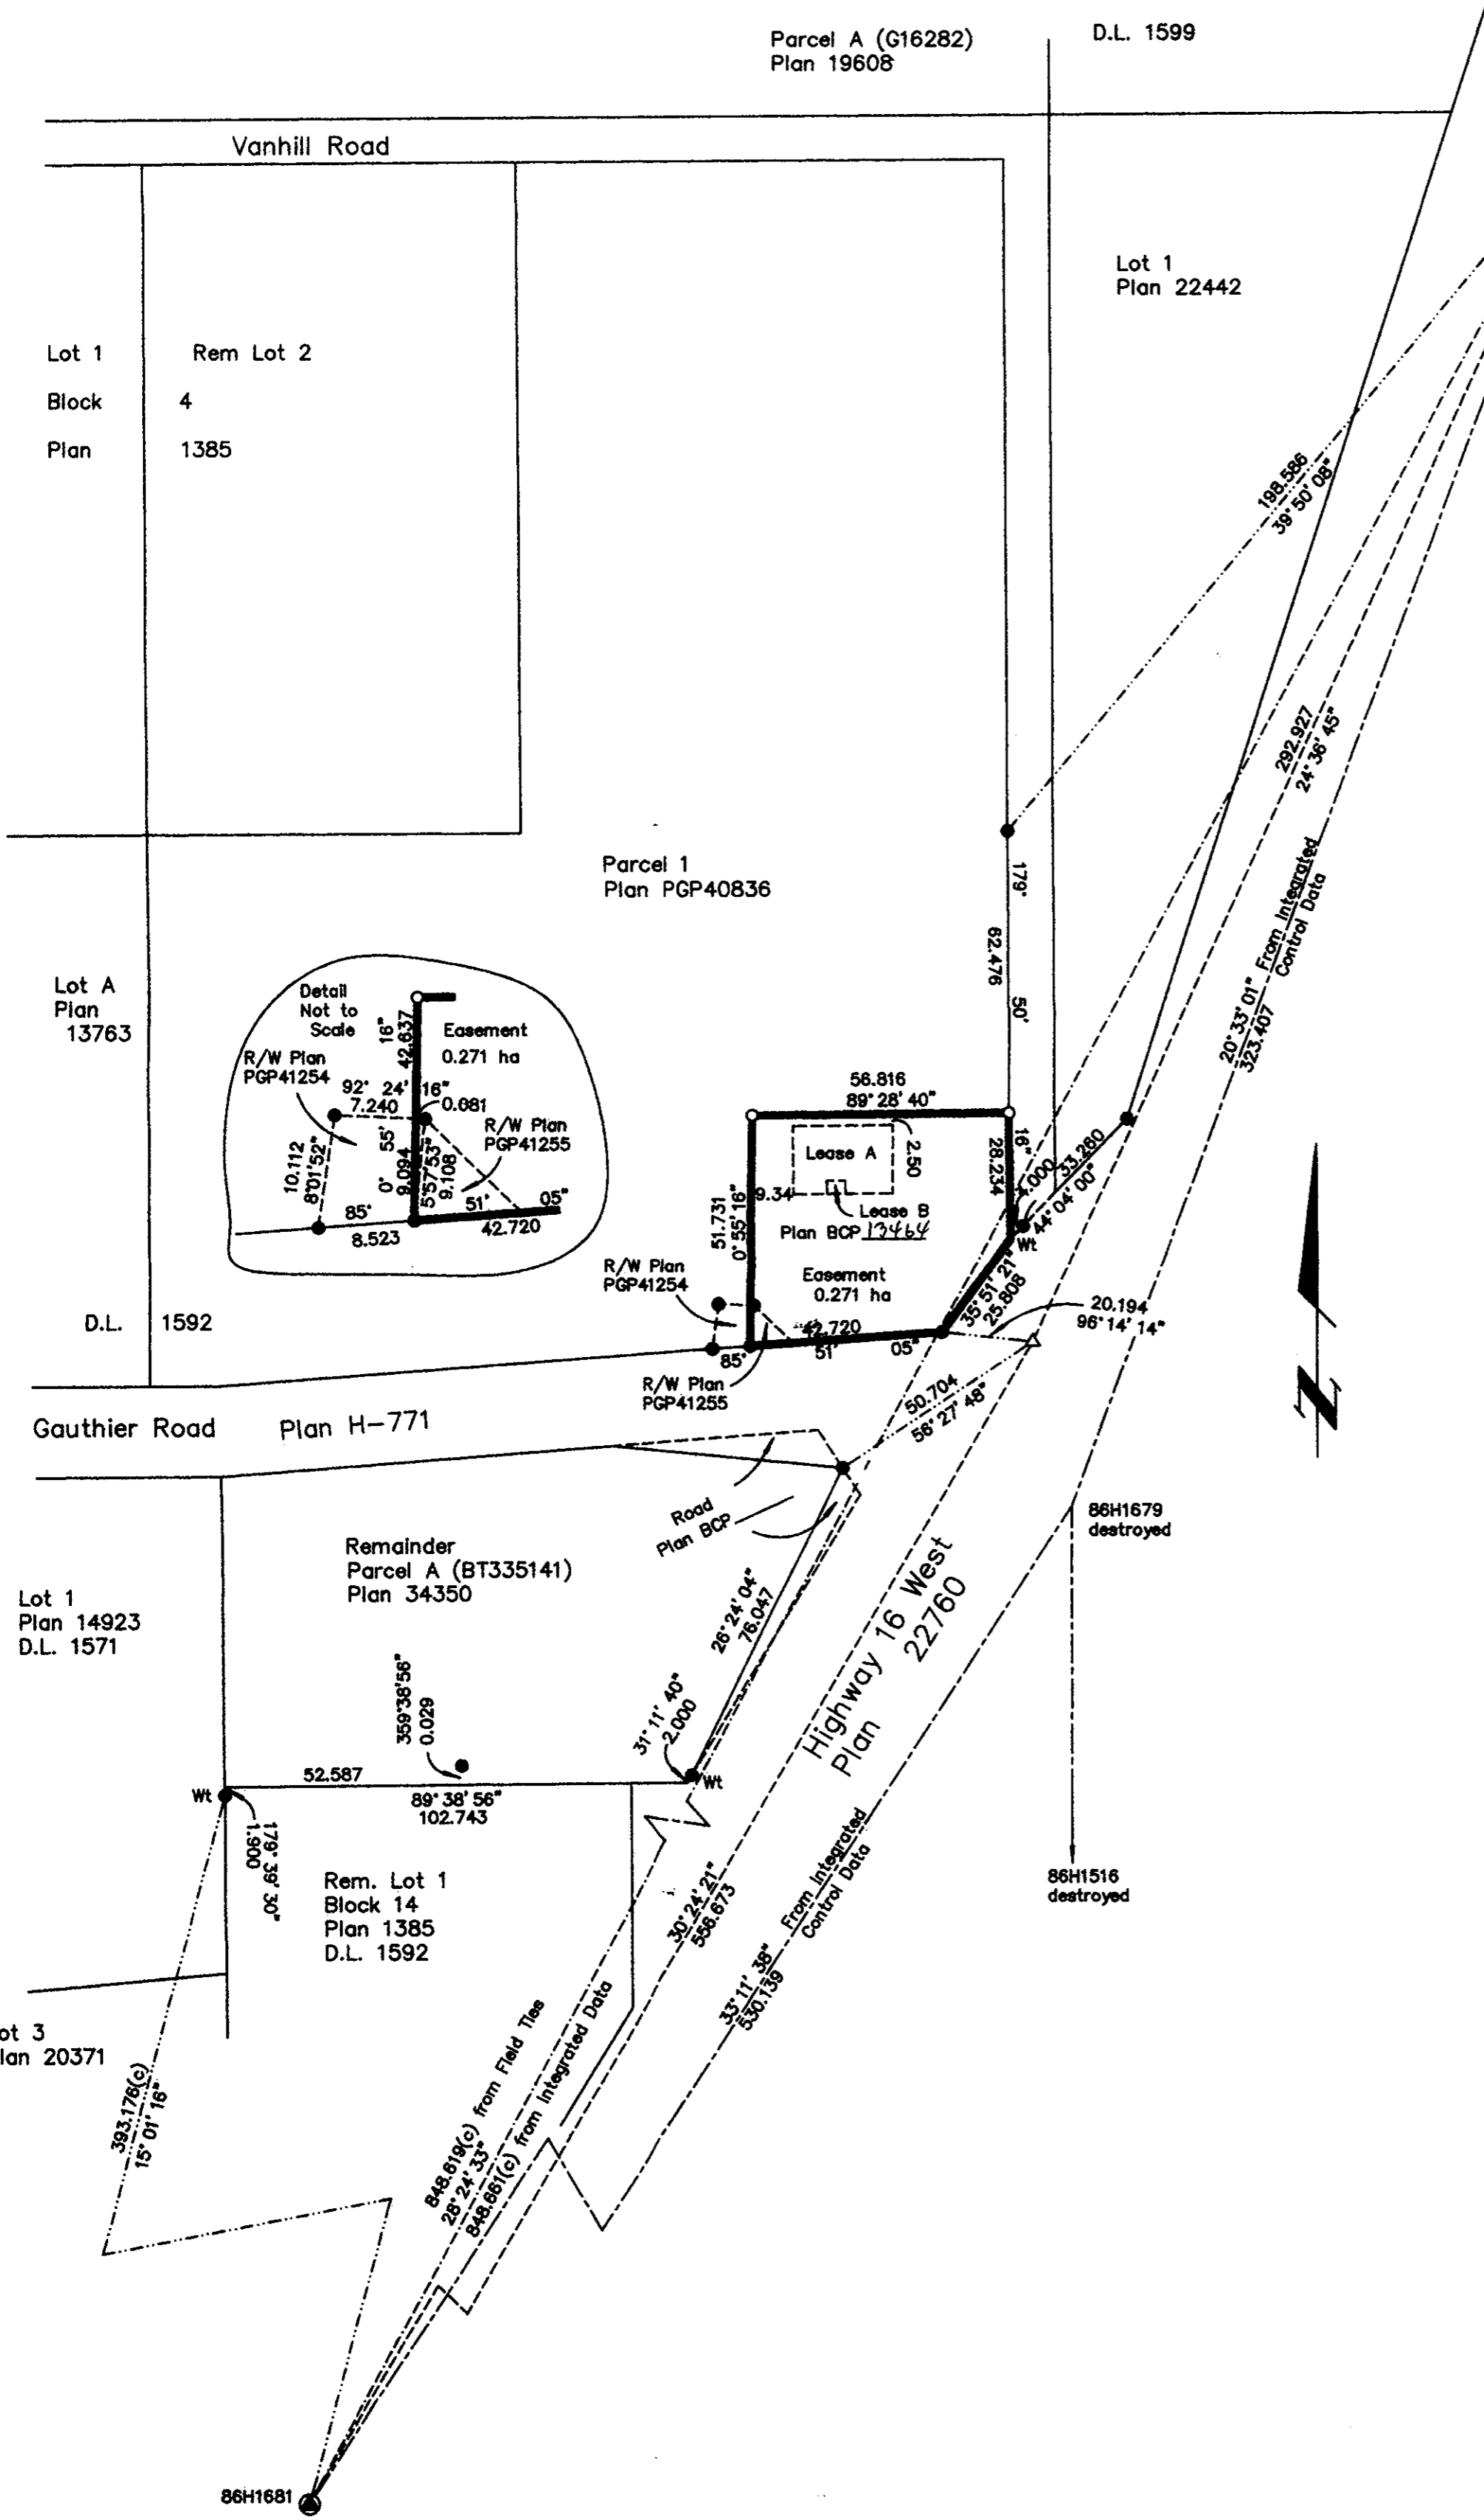 Parcel A (G16282)
Plan 19608
D.L. 1599
Vanhill Road
Lot 1
Plan 22442
Lot 1 Rem Lot 2
Block 4
Plan 1385
198.586
39° 50' 08"
292.927
24° 36' 45"
Parcel 1
Plan PGP40836
179°
62.476
50'
16"
28.234
20° 33' 01" From Integrated
323.407 Control Data
Lot A
Plan
13763
Detail
Not to
Scale
16"
42.637
Easement
0.271 ha
R/W Plan
PGP41254
92° 24' 16"
7.240
0.081
R/W Plan
PGP41255
10.112
8°01'52"
0° 55'
9.094
5°57'53"
9.108
85° 51' 05"
8.523
42.720
56.816
89° 28' 40"
Lease A
2.50
9.34
Lease B
Plan BCP 13464
51.731
0° 55' 16"
4.000
33.280
44° 04' 00"
Wt
R/W Plan
PGP41254
Easement
0.271 ha
35° 51' 21"
25.808
20.194
96° 14' 14"
D.L. 1592
42.720
85° 51' 05"
R/W Plan
PGP41255
50.704
56° 27' 48"
Gauthier Road Plan H-771
Road
Plan BCP
86H1679
destroyed
Remainder
Parcel A (BT335141)
Plan 34350
Lot 1
Plan 14923
D.L. 1571
26° 24' 04"
76.047
Highway 16 West
Plan 22760
359°38'56"
0.029
31° 11' 40"
2.000
52.587
Wt
Wt
89° 38' 56"
102.743
179° 39' 30"
1.900
Rem. Lot 1
Block 14
Plan 1385
D.L. 1592
86H1516
destroyed
30° 24' 21"
556.673
33° 11' 38" From Integrated
530.139 Control Data
ot 3
lan 20371
393.176(c)
15° 01' 16"
848.619(c) from Field Ties
28° 24' 33"
848.661(c) from Integrated Data
86H1681
N